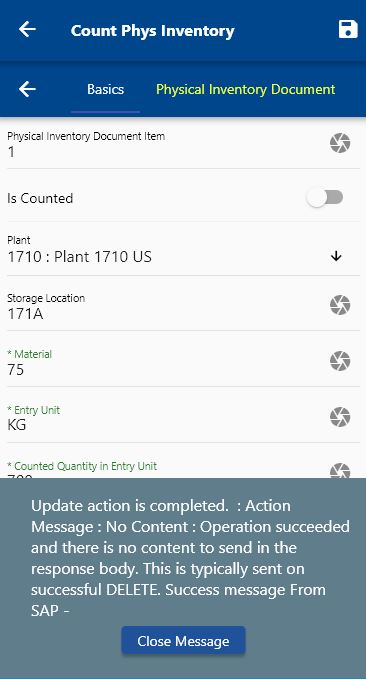 Count Phys Inventory
Basics Physical Inventory Document
Physical Inventory Document Item
1
Is Counted
Plant
1710 : Plant 1710 US
Storage Location
171A
* Material
75
* Entry Unit
KG
* Counted Quantity in Entry Unit
Update action is completed.  : Action
Message : No Content : Operation succeeded
and there is no content to send in the
response body. This is typically sent on
successful DELETE. Success message From
SAP -
Close Message